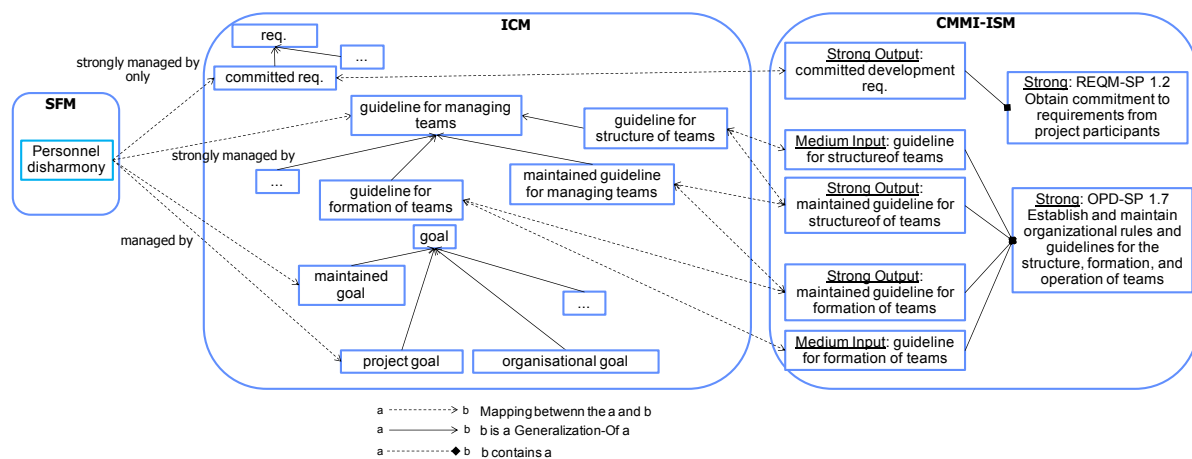 ICM
CMMI-ISM
SFM
req.
...
committed req.
strongly managed by
only
Personnel
disharmony
strongly managed by
managed by
guideline for managing
teams
guideline for
structure of teams
...
guideline for
formation of teams
maintained guideline
for managing teams
goal
maintained
goal
...
project goal
organisational goal
Strong Output:
committed development
req.
Strong: REQM-SP 1.2
Obtain commitment to
requirements from
project participants
Medium Input: guideline
for structureof teams
Strong Output:
maintained guideline for
structureof of teams
Strong: OPD-SP 1.7
Establish and maintain
organizational rules and
guidelines for the
structure, formation, and
operation of teams
Strong Output:
maintained guideline for
formation of teams
Medium Input: guideline
for formation of teams
a b Mapping betwenn the a and b
a b b is a Generalization-Of a
a b b contains a